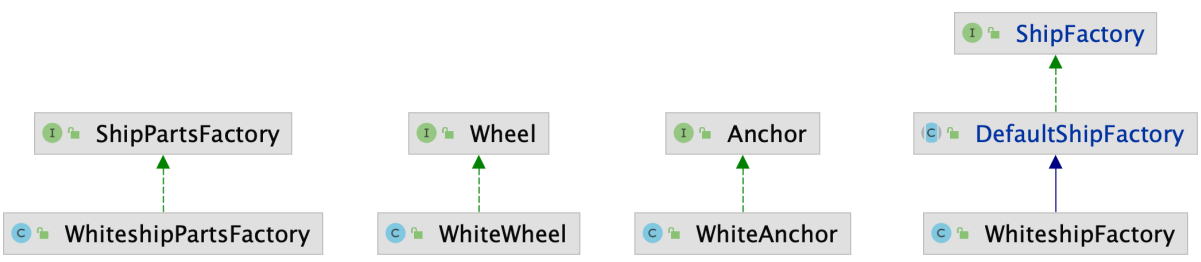 I ShipFactory
I ShipPartsFactory
I Wheel
I Anchor
C DefaultShipFactory
C WhiteshipPartsFactory
C WhiteWheel
C WhiteAnchor
C WhiteshipFactory